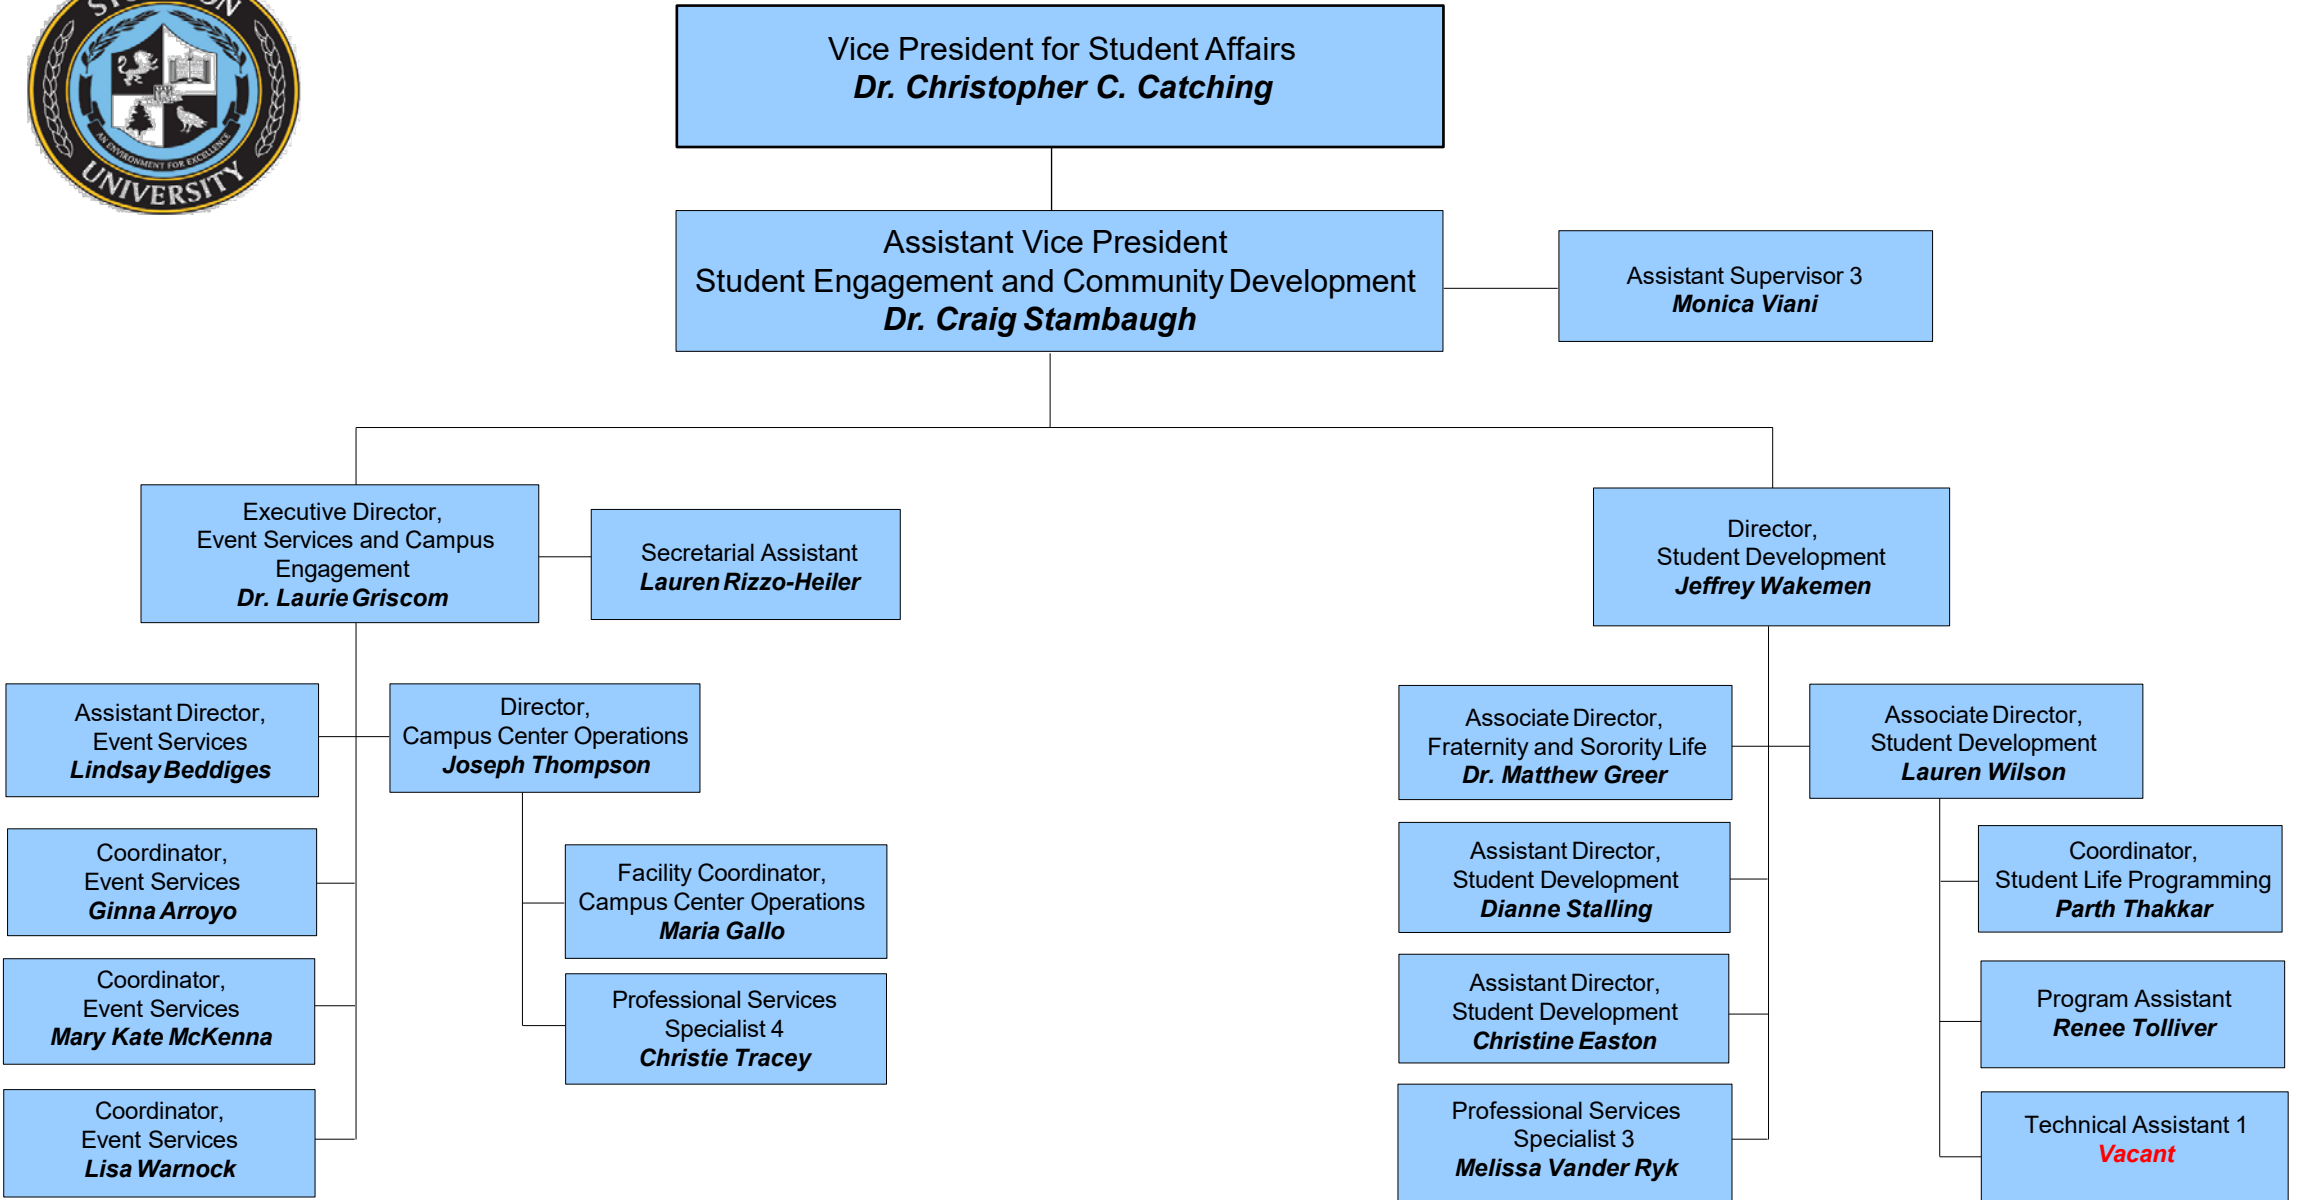 AN ENVIRONMENT FOR EXCELLENCE
UNIVERSITY
Vice President for Student Affairs
Dr. Christopher C. Catching
Assistant Vice President
Student Engagement and Community Development
Dr. Craig Stambaugh
Assistant Supervisor 3
Monica Viani
Executive Director,
Event Services and Campus
Engagement
Dr. Laurie Griscom
Secretarial Assistant
Lauren Rizzo-Heiler
Director,
Student Development
Jeffrey Wakemen
Assistant Director,
Event Services
Lindsay Beddiges
Director,
Campus Center Operations
Joseph Thompson
Coordinator,
Event Services
Ginna Arroyo
Facility Coordinator,
Campus Center Operations
Maria Gallo
Coordinator,
Event Services
Mary Kate McKenna
Professional Services
Specialist 4
Christie Tracey
Coordinator,
Event Services
Lisa Warnock
Associate Director,
Fraternity and Sorority Life
Dr. Matthew Greer
Associate Director,
Student Development
Lauren Wilson
Assistant Director,
Student Development
Dianne Stalling
Coordinator,
Student Life Programming
Parth Thakkar
Assistant Director,
Student Development
Christine Easton
Program Assistant
Renee Tolliver
Professional Services
Specialist 3
Melissa Vander Ryk
Technical Assistant 1
Vacant